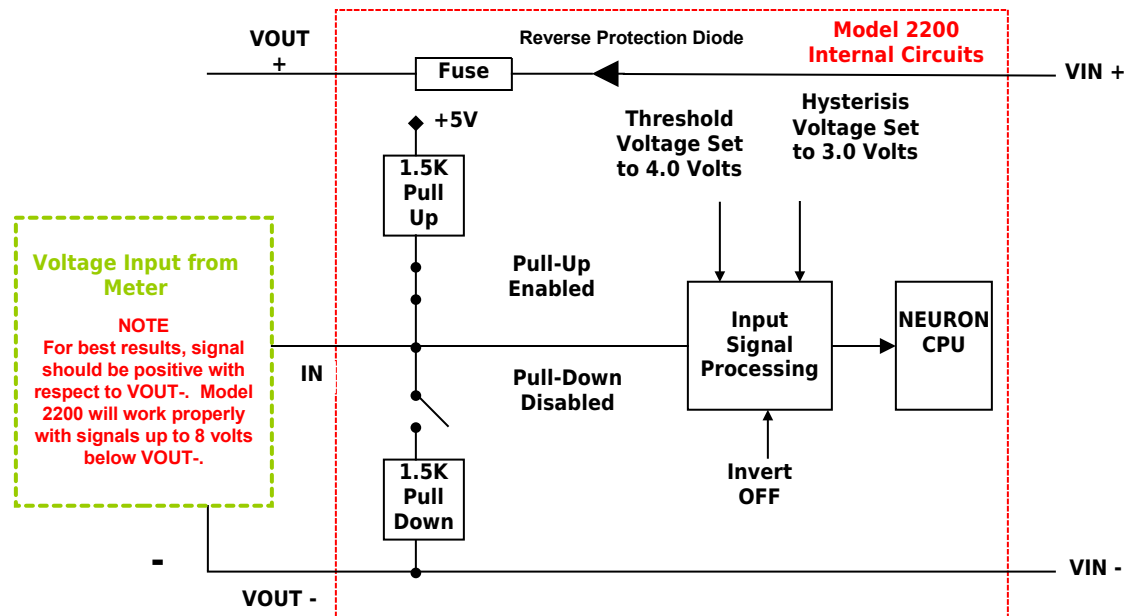 VOUT
+
Reverse Protection Diode
Model 2200
Internal Circuits
Fuse
VIN +
+5V
Threshold
Voltage Set
to 4.0 Volts
Hysterisis
Voltage Set
to 3.0 Volts
1.5K
Pull
Up
Voltage Input from
Meter
NOTE
For best results, signal
should be positive with
respect to VOUT-. Model
2200 will work properly
with signals up to 8 volts
below VOUT-.
Pull-Up
Enabled
IN
Pull-Down
Disabled
Input
Signal
Processing
NEURON
CPU
1.5K
Pull
Down
Invert
OFF
-
VOUT -
VIN -